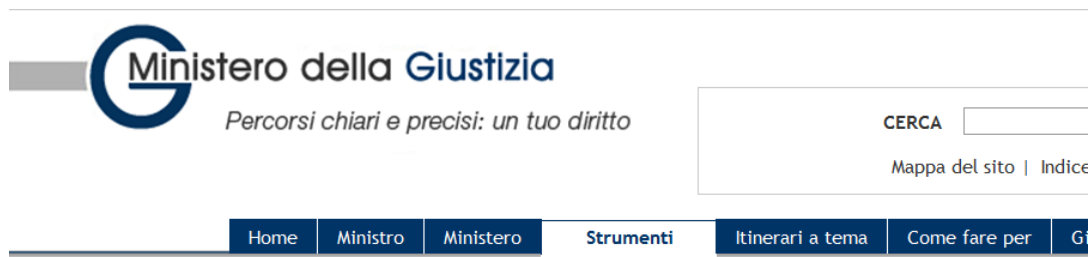 Ministero della Giustizia
Percorsi chiari e precisi: un tuo diritto
CERCA
Mappa del sito | Indice
Home Ministro Ministero Strumenti Itinerari a tema Come fare per